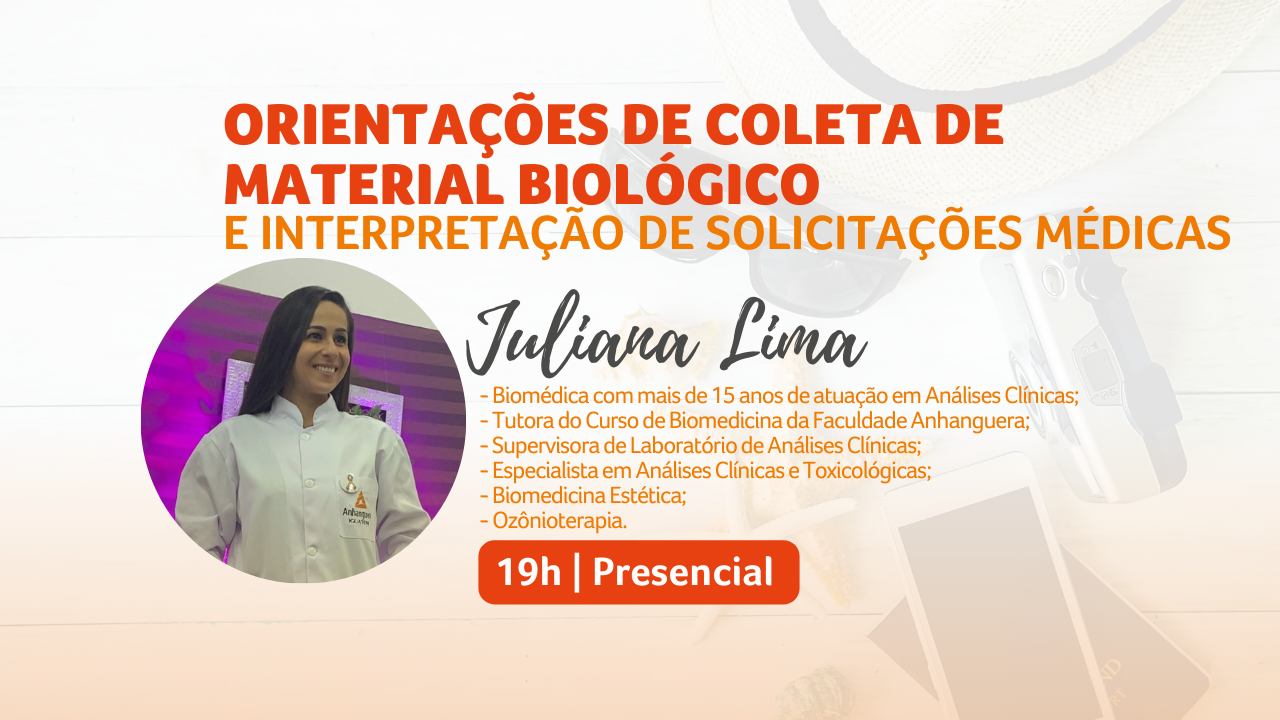 ORIENTAÇÕES DE COLETA DE
MATERIAL BIOLÓGICO
E INTERPRETAÇÃO DE SOLICITAÇÕES MÉDICAS
Juliana Lima
- Biomédica com mais de 15 anos de atuação em Análises Clínicas;
- Tutora do Curso de Biomedicina da Faculdade Anhanguera;
- Supervisora de Laboratório de Análises Clínicas;
- Especialista em Análises Clínicas e Toxicológicas;
- Biomedicina Estética;
- Ozônioterapia.
19h | Presencial